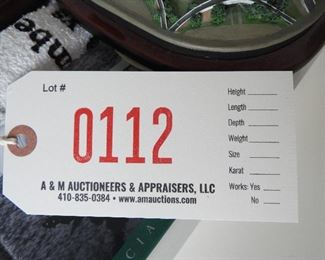 Lot #
0112
Height
Length
Depth
Weight
Size
Karat
Works: Yes
No
A & M AUCTIONEERS & APPRAISERS, LLC
410-835-0384 • www.amauctions.com